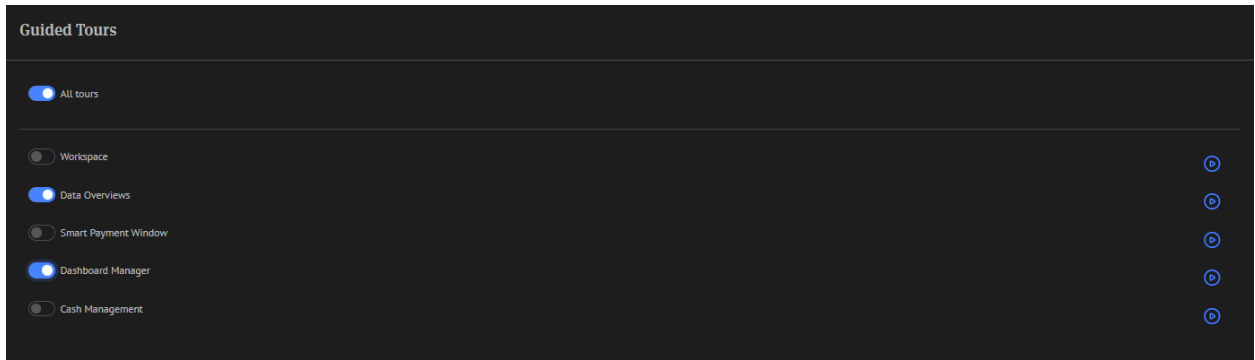 Guided Tours
All tours
Workspace
Data Overviews
Smart Payment Window
Dashboard Manager
Cash Management